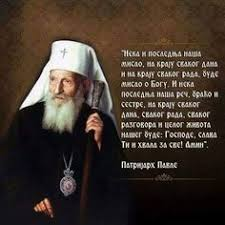 "Нека и последња наша
мисао, на крају сваког дана
и на крају сваког рада, буде
мисао о Богу. И нека
последња наша реч, браћо и
сестре, на крају сваког
дана, сваког рада, сваког
разговора и целог живота
нашег буде: Господе, слава
Ти и хвала за све! Амин".
Патријарх Павле